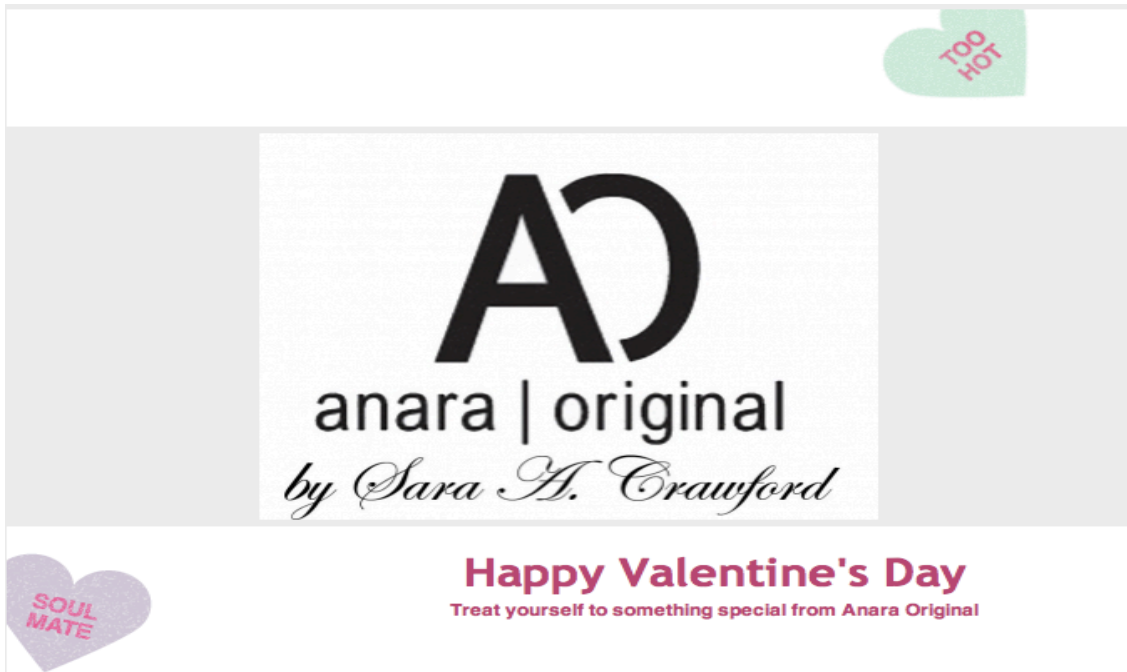 TOO
HOT
AO
anara | original
by Sara A. Crawford
Happy Valentine's Day
Treat yourself to something special from Anara Original
SOUL
MATE